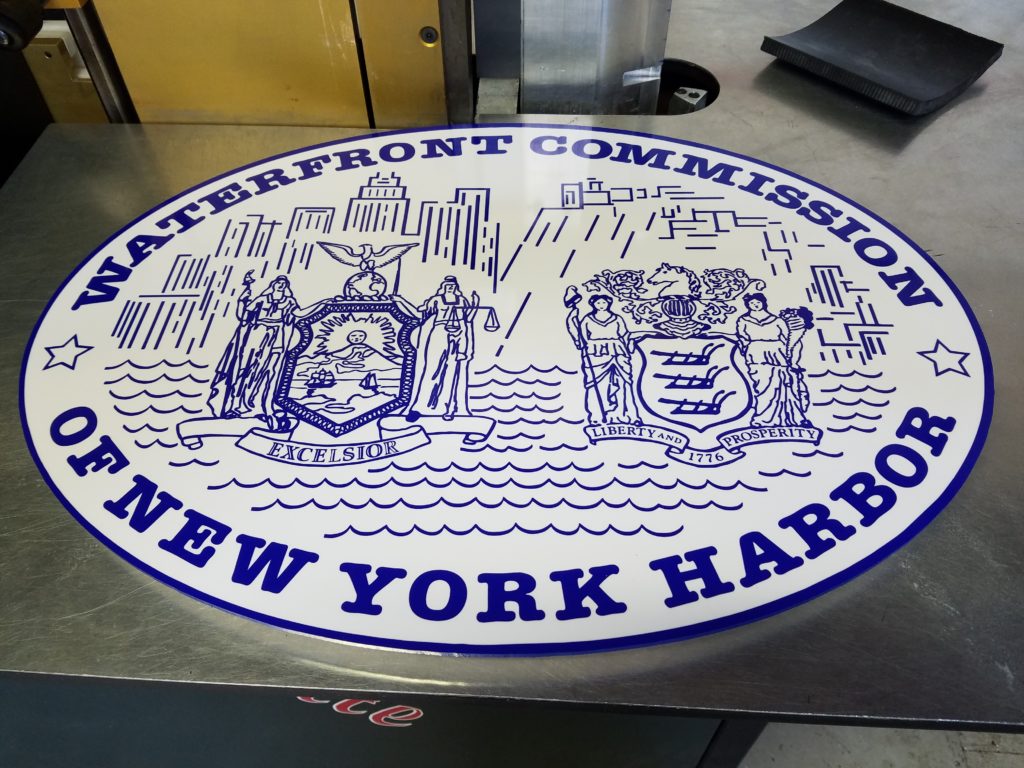 WATERFRONT COMMISSION
OF NEW YORK HARBOR
EXCELSIOR
LIBERTY AND PROSPERITY
1776